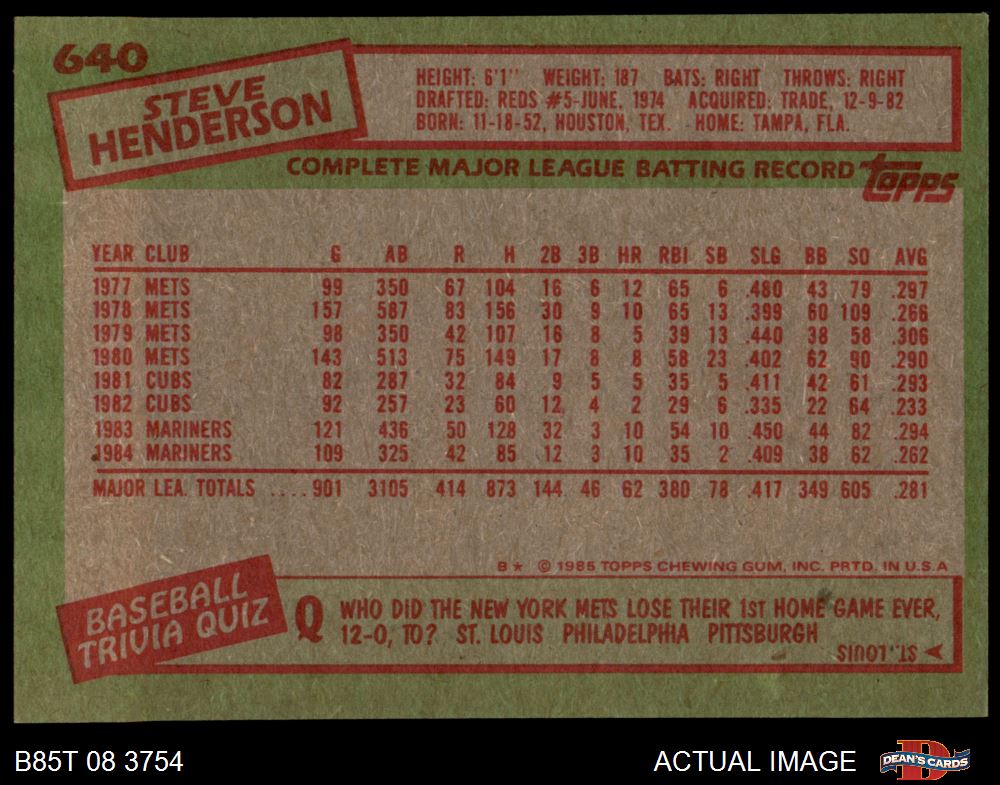 640
STEVE
HENDERSON
HEIGHT: 6'1" WEIGHT: 187 BATS: RIGHT THROWS: RIGHT
DRAFTED: REDS #5-JUNE, 1974 ACQUIRED: TRADE, 12-9-82
BORN: 11-18-52, HOUSTON, TEX. -HOME: TAMPA, FLA.
COMPLETE MAJOR LEAGUE BATTING RECORD topps
YEAR CLUB G AB R H 2B 3B HR RBI SB SLG BB SO AVG
1977 METS 99 350 67 104 16 6 12 65 6 .480 43 79 .297
1978 METS 157 587 83 156 30 9 10 65 13 .399 60 109 .266
1979 METS 98 350 42 107 16 8 5 39 13 .440 38 58 .306
1980 METS 143 513 75 149 17 8 8 58 23 .402 62 90 .290
1981 CUBS 82 287 32 84 9 5 5 35 5 .411 42 61 .293
1982 CUBS 92 257 23 60 12 4 2 29 6 .335 22 64 .233
1983 MARINERS 121 436 50 128 32 3 10 54 10 .450 44 82 .294
1984 MARINERS 109 325 42 85 12 3 10 35 2 .409 38 62 .262
MAJOR LEA. TOTALS .... 901 3105 414 873 144 46 62 380 78 .417 349 605 .281
B* © 1985 TOPPS CHEWING GUM, INC. PRTD. IN U.S.A
BASEBALL
TRIVIA QUIZ
Q WHO DID THE NEW YORK METS LOSE THEIR 1ST HOME GAME EVER,
12-0, TO? ST. LOUIS PHILADELPHIA PITTSBURGH
ST. LOUIS
B85T 08 3754 ACTUAL IMAGE D DEAN'S CARDS